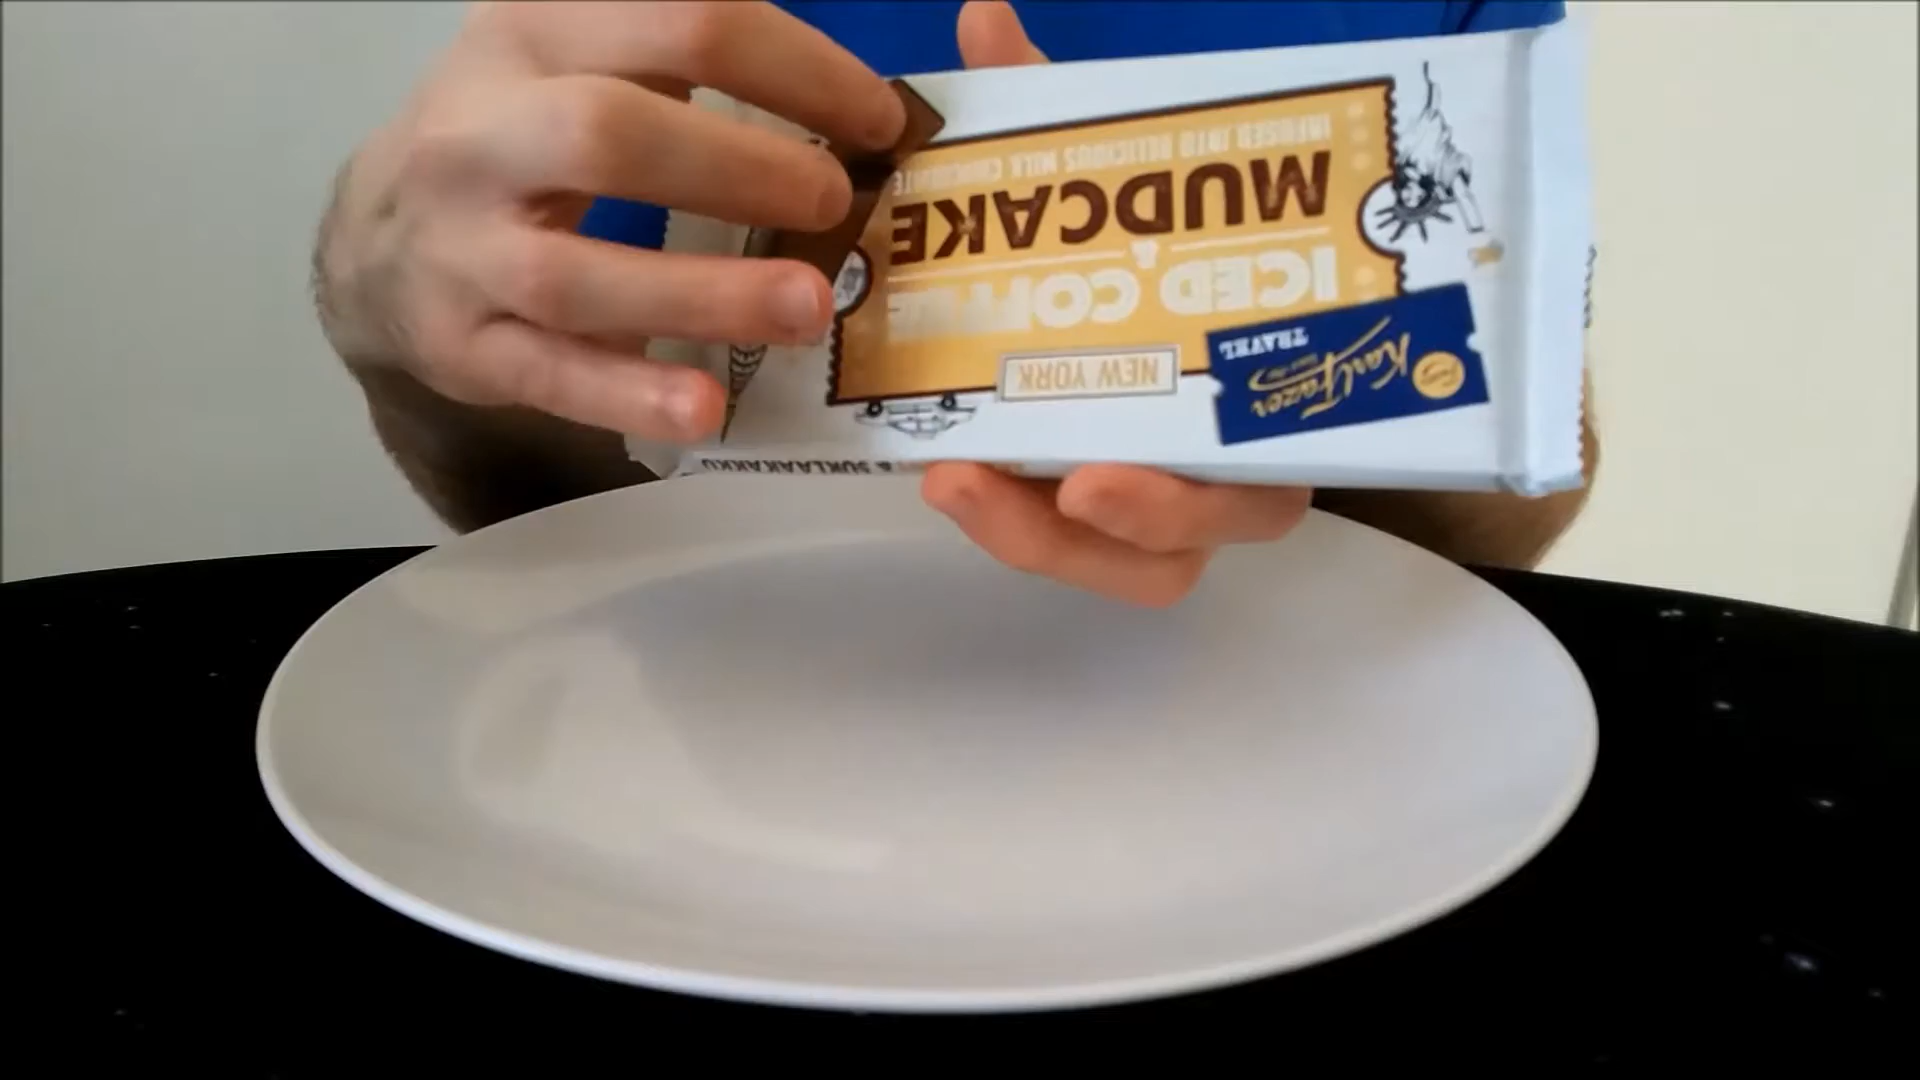 Karl Fazer
TRAVEL
NEW YORK
ICED COFFEE
&
MUDCAKE
INFUSED INTO DELICIOUS MILK CHOCOLATE
& SUKLAAKAKKU